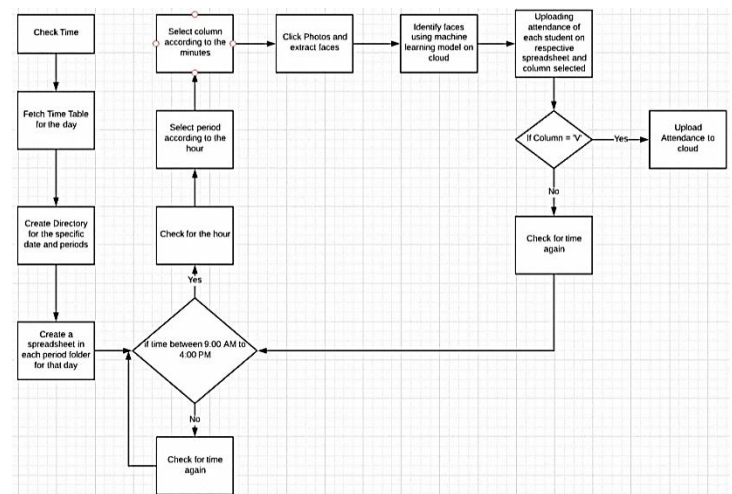 Check Time
Fetch Time Table
for the day
Create Directory
for the specific
date and periods
Create a
spreadsheet in
each period folder
for that day
if time between 9:00 AM to
4:00 PM
No
Check for time
again
Yes
Check for the hour
Select period
according to the
hour
Select column
according to the
minutes
Click Photos and
extract faces
Identify faces
using machine
learning model on
cloud
Uploading
attendance of
each student on
respective
spreadsheet and
column selected
If Column = 'V'
Yes
Upload
Attendance to
cloud
No
Check for time
again